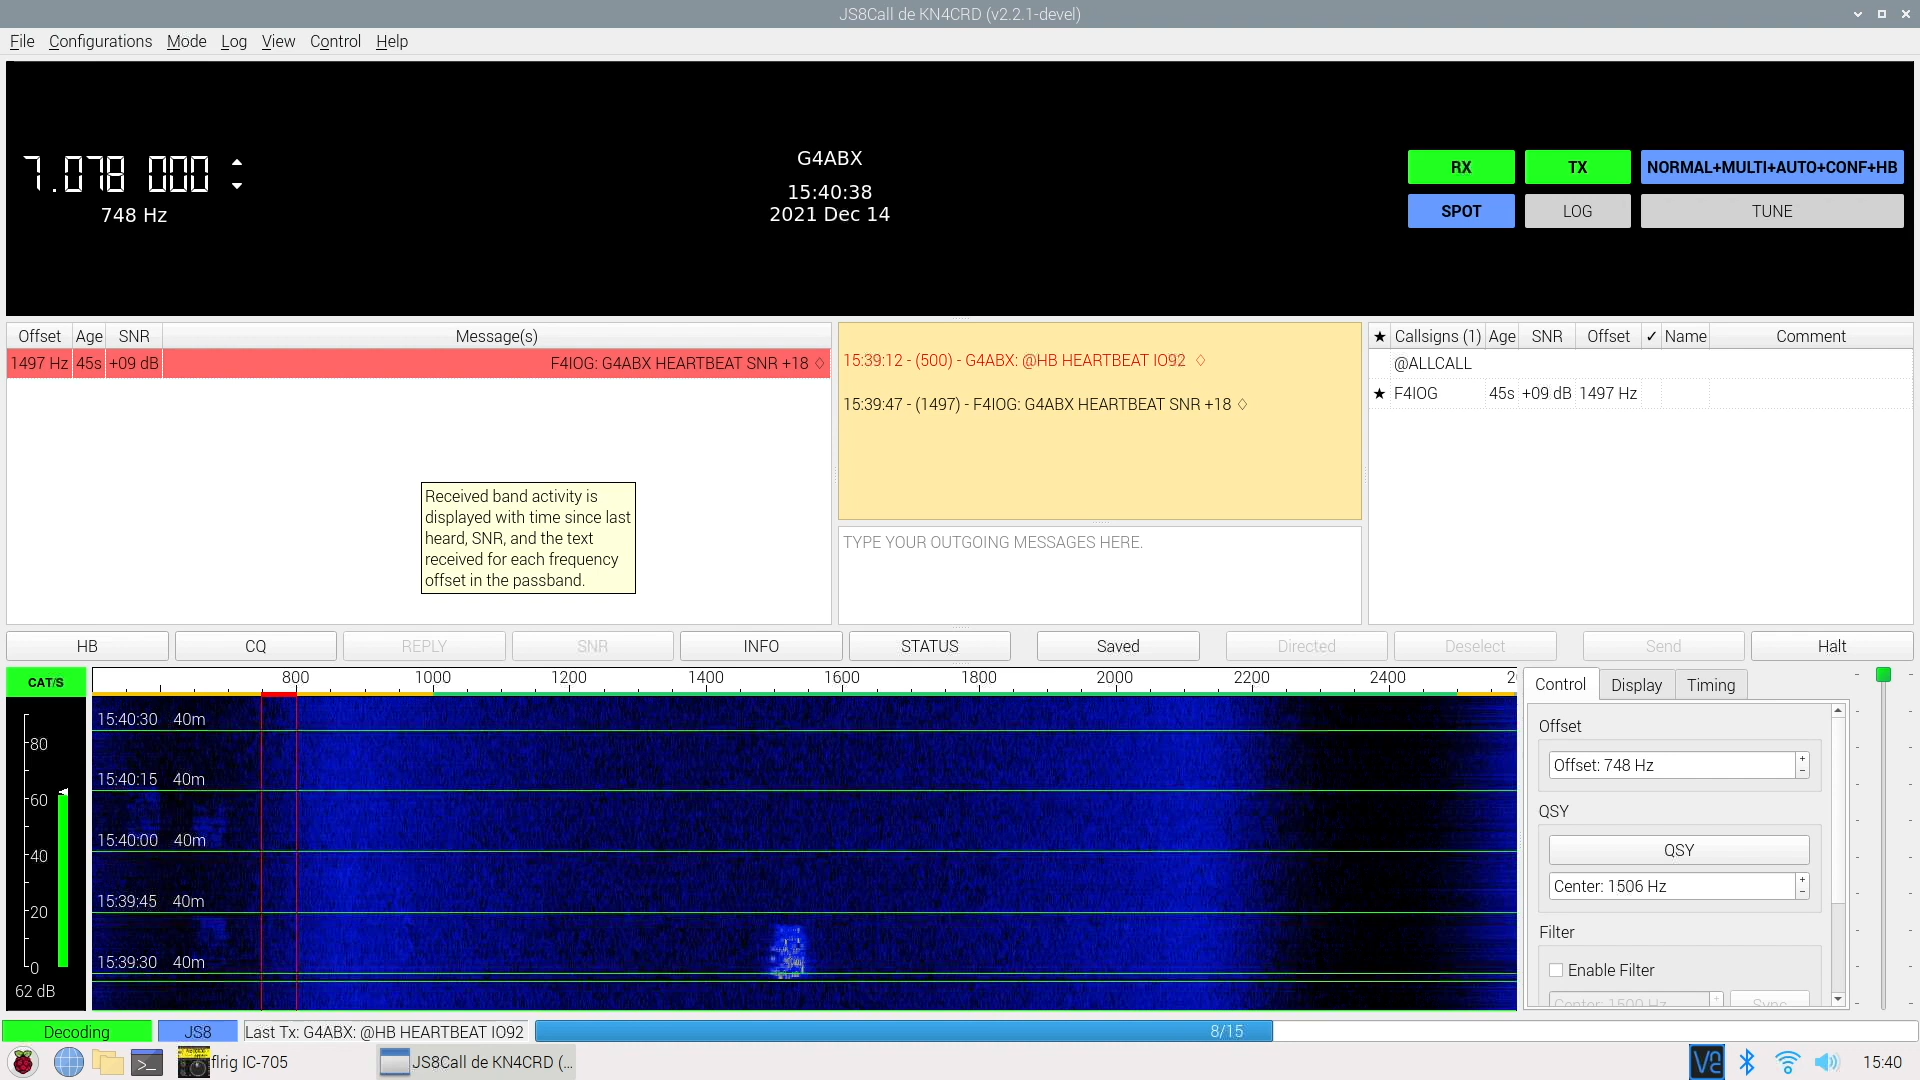 JS8Call de KN4CRD (v2.2.1-devel)
File Configurations Mode Log View Control Help
7.078 000
748 Hz
G4ABX
15:40:38
2021 Dec 14
RX TX NORMAL+MULTI+AUTO+CONF+HB
SPOT LOG TUNE
Offset Age SNR Message(s)
1497 Hz 45s +09 dB F4IOG: G4ABX HEARTBEAT SNR +18 ♢
Received band activity is
displayed with time since last
heard, SNR, and the text
received for each frequency
offset in the passband.
15:39:12 - (500) - G4ABX: @HB HEARTBEAT IO92 ♢
15:39:47 - (1497) - F4IOG: G4ABX HEARTBEAT SNR +18 ♢
TYPE YOUR OUTGOING MESSAGES HERE.
★ Callsigns (1) Age SNR Offset ✓ Name Comment
@ALLCALL
★ F4IOG 45s +09 dB 1497 Hz
HB CQ REPLY SNR INFO STATUS Saved Directed Deselect Send Halt
CAT/S
80
60
40
20
0
62 dB
800 1000 1200 1400 1600 1800 2000 2200 2400
15:40:30 40m
15:40:15 40m
15:40:00 40m
15:39:45 40m
15:39:30 40m
Control Display Timing
Offset
Offset: 748 Hz
QSY
QSY
Center: 1506 Hz
Filter
Enable Filter
Center: 1500 Hz Sync
Decoding JS8 Last Tx: G4ABX: @HB HEARTBEAT IO92 8/15
flrig IC-705 JS8Call de KN4CRD (... 15:40